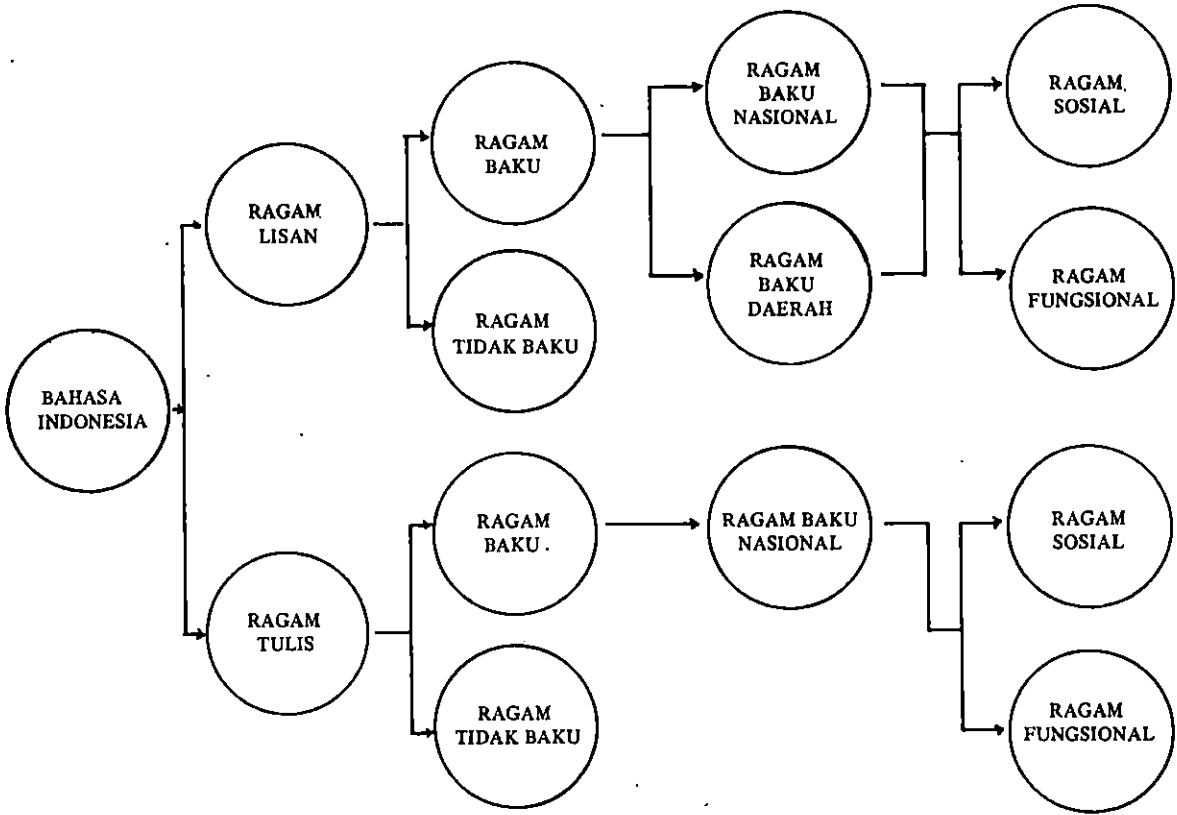 BAHASA
INDONESIA
RAGAM
LISAN
RAGAM
BAKU
RAGAM
BAKU
NASIONAL
RAGAM
SOSIAL
RAGAM
BAKU
DAERAH
RAGAM
FUNGSIONAL
RAGAM
TIDAK BAKU
RAGAM
TULIS
RAGAM
BAKU
RAGAM BAKU
NASIONAL
RAGAM
SOSIAL
RAGAM
FUNGSIONAL
RAGAM
TIDAK BAKU